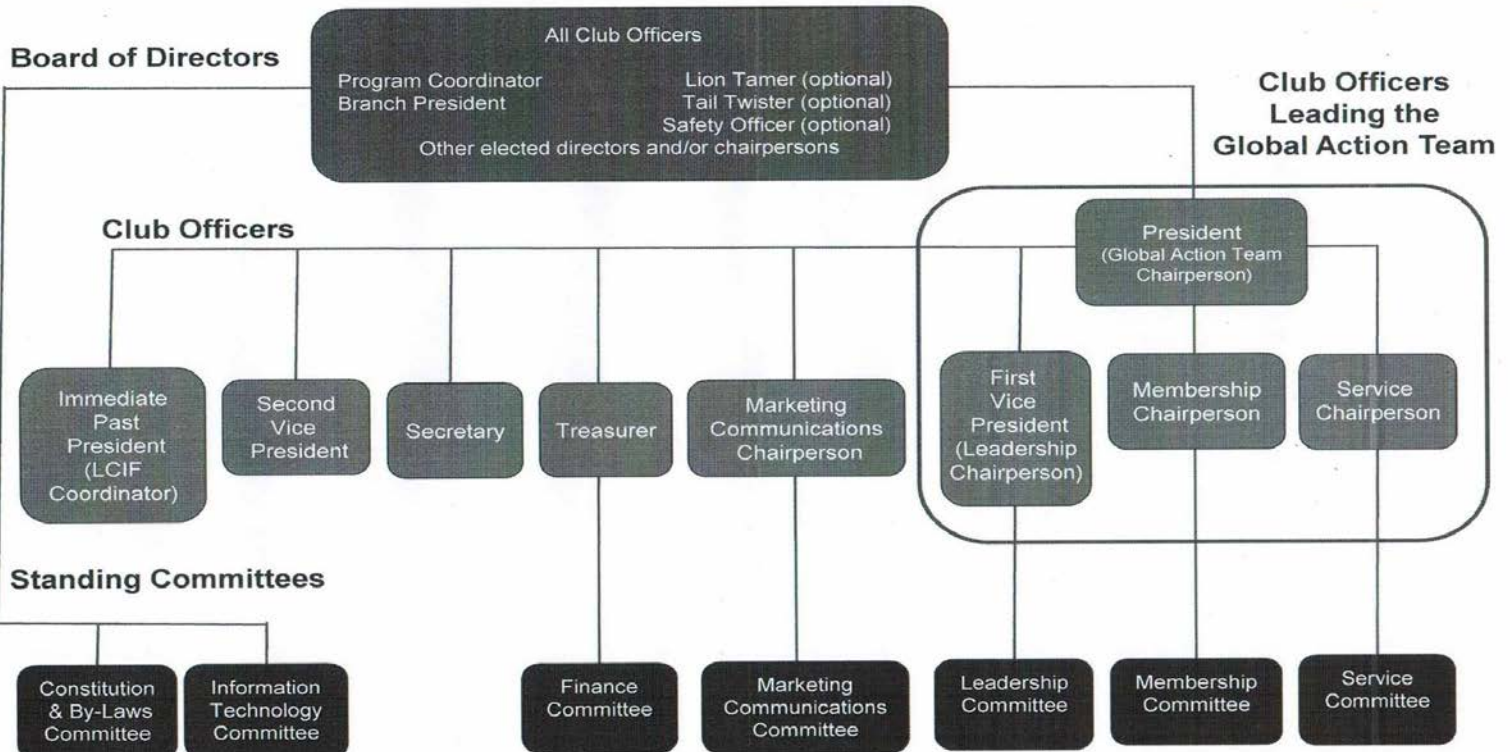 All Club Officers
Board of Directors
Program Coordinator
Lion Tamer (optional)
Branch President
Tail Twister (optional)
Safety Officer (optional)
Other elected directors and/or chairpersons
Club Officers
Leading the
Global Action Team
Club Officers
President
(Global Action Team
Chairperson)
Immediate
Past
President
(LCIF
Coordinator)
Second
Vice
President
Secretary
Treasurer
Marketing
Communications
Chairperson
First
Vice
President
(Leadership
Chairperson)
Membership
Chairperson
Service
Chairperson
Standing Committees
Constitution
& By-Laws
Committee
Information
Technology
Committee
Finance
Committee
Marketing
Communications
Committee
Leadership
Committee
Membership
Committee
Service
Committee